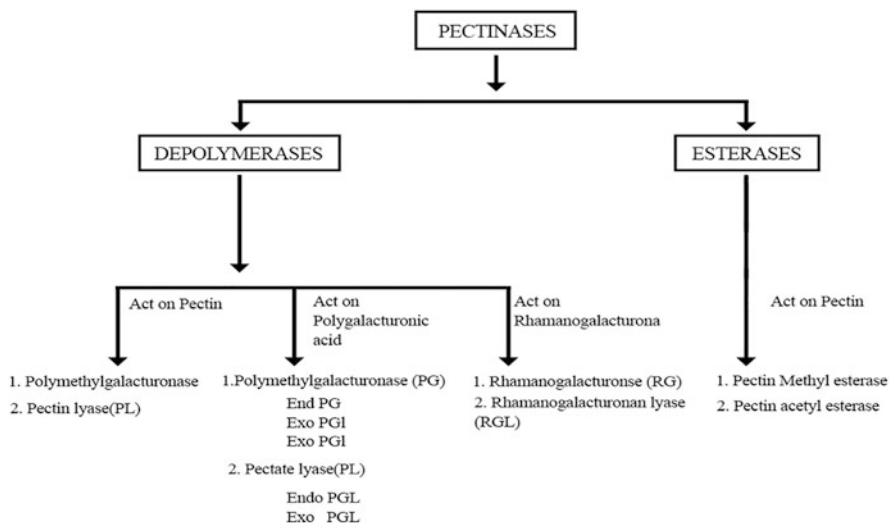 PECTINASES
DEPOLYMERASES
ESTERASES
Act on Pectin
Act on
Polygalacturonic
acid
Act on
Rhamanogalacturona
Act on Pectin
1. Polymethylgalacturonase
2. Pectin lyase(PL)
1.Polymethylgalacturonase (PG)
End PG
Exo PGl
Exo PGl
2. Pectate lyase(PL)
Endo PGL
Exo PGL
1. Rhamanogalacturonse (RG)
2. Rhamanogalacturonan lyase
(RGL)
1. Pectin Methyl esterase
2. Pectin acetyl esterase